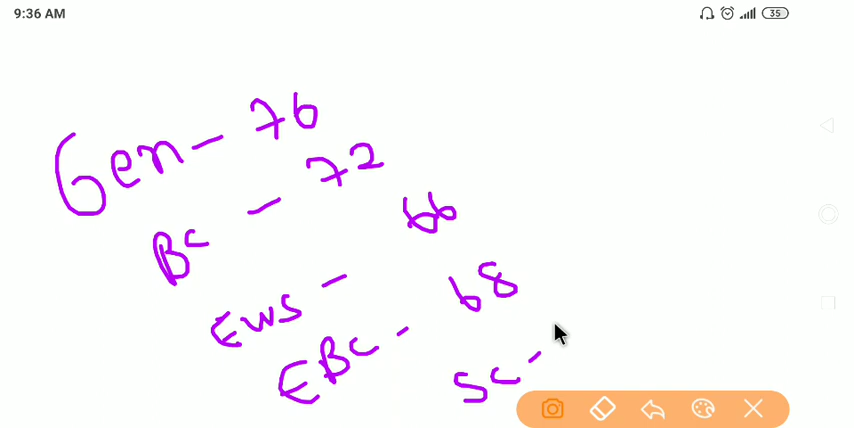 9:36 AM
35
Gen - 76
BC - 72
EWS - 66
EBC - 68
SC -